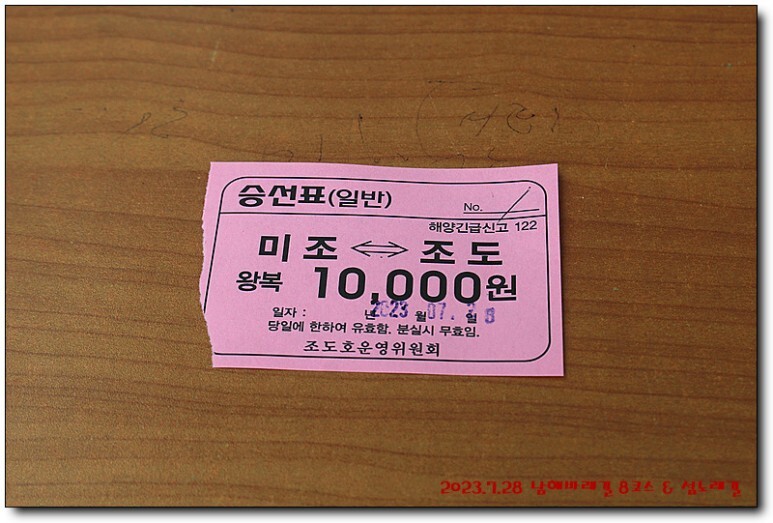 승선표(일반)
No.
해양긴급신고 122
미조 ⇔ 조도
왕복 10,000원
일자 : 년 2023 월 07. 일 28
당일에 한하여 유효함. 분실시 무효임.
조도호운영위원회
2023.7.28 남해바래길 8코스 & 섬노래길